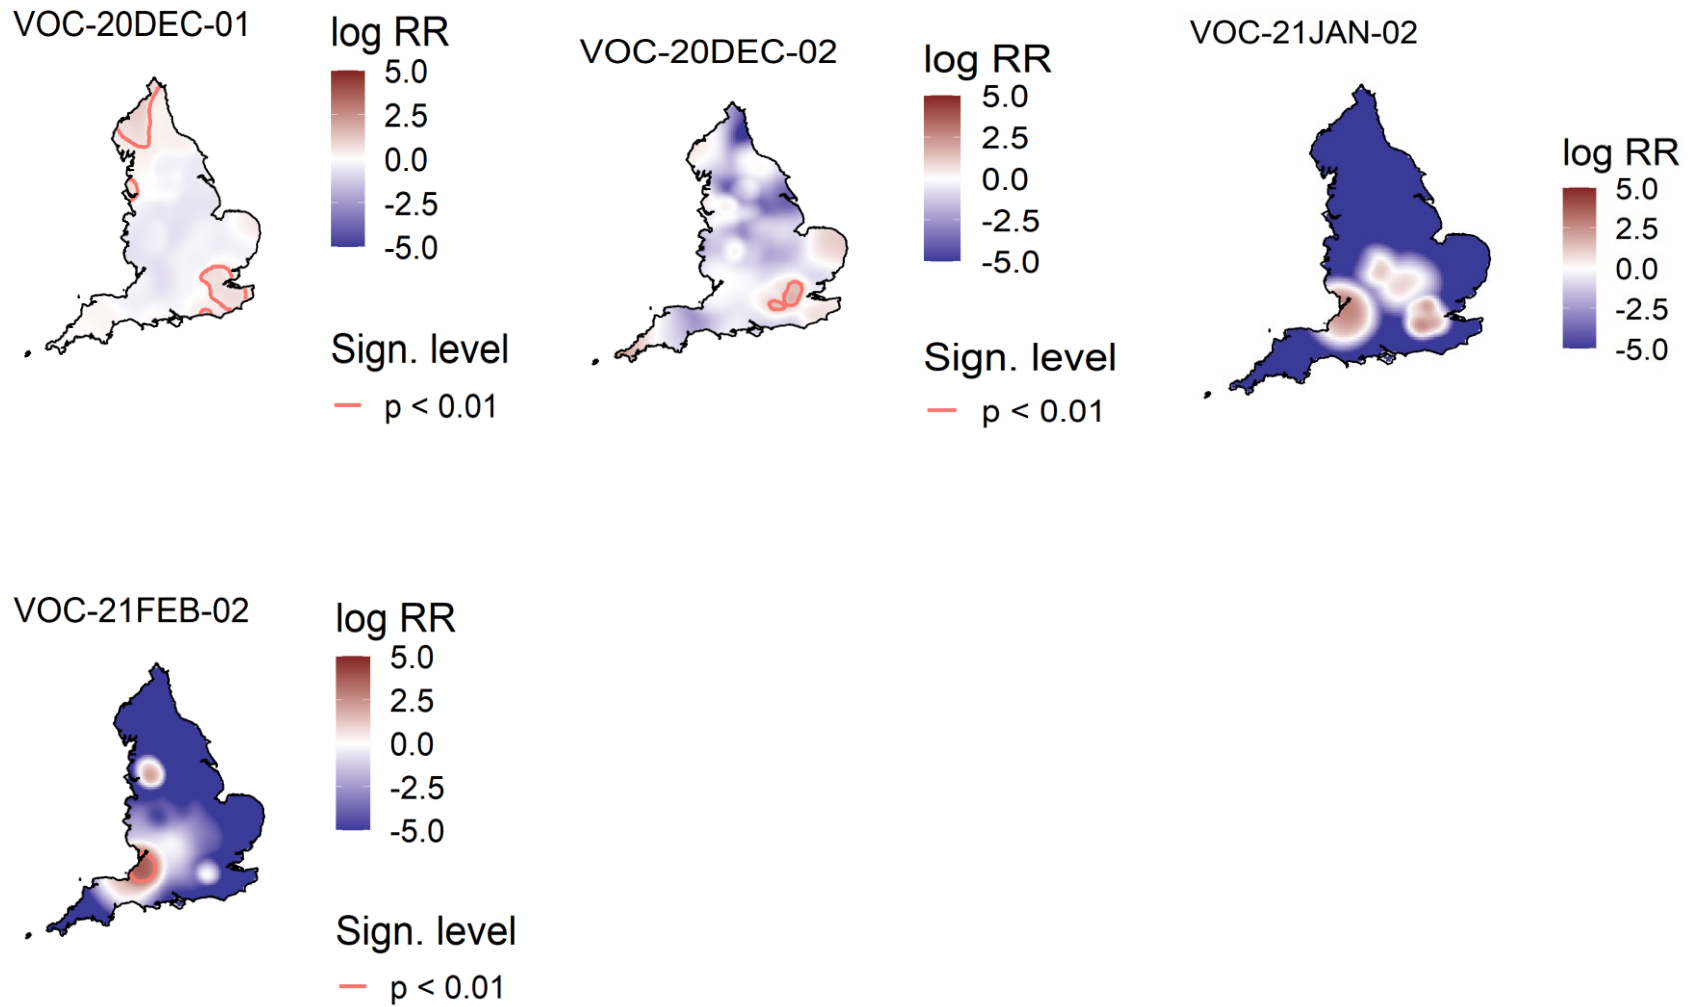 VOC-20DEC-01
log RR
5.0
2.5
0.0
-2.5
-5.0
Sign. level
p < 0.01
VOC-20DEC-02
log RR
5.0
2.5
0.0
-2.5
-5.0
Sign. level
p < 0.01
VOC-21JAN-02
log RR
5.0
2.5
0.0
-2.5
-5.0
VOC-21FEB-02
log RR
5.0
2.5
0.0
-2.5
-5.0
Sign. level
p < 0.01